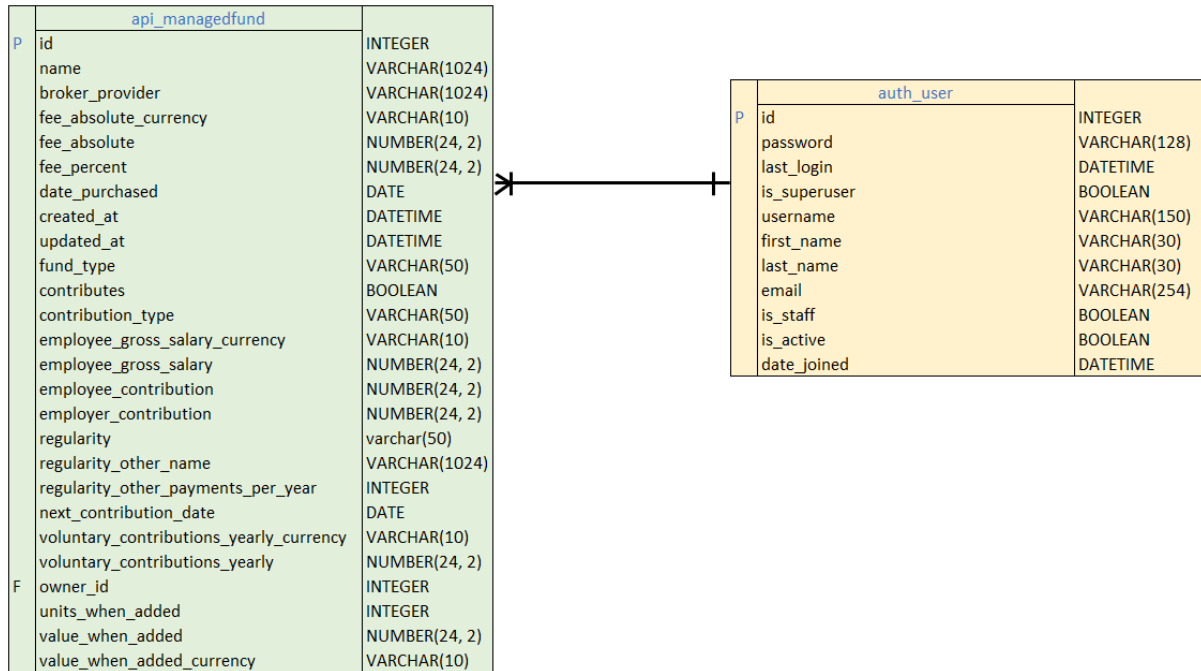 api_managedfund
P id INTEGER
name VARCHAR(1024)
broker_provider VARCHAR(1024)
fee_absolute_currency VARCHAR(10)
fee_absolute NUMBER(24, 2)
fee_percent NUMBER(24, 2)
date_purchased DATE
created_at DATETIME
updated_at DATETIME
fund_type VARCHAR(50)
contributes BOOLEAN
contribution_type VARCHAR(50)
employee_gross_salary_currency VARCHAR(10)
employee_gross_salary NUMBER(24, 2)
employee_contribution NUMBER(24, 2)
employer_contribution NUMBER(24, 2)
regularity varchar(50)
regularity_other_name VARCHAR(1024)
regularity_other_payments_per_year INTEGER
next_contribution_date DATE
voluntary_contributions_yearly_currency VARCHAR(10)
voluntary_contributions_yearly NUMBER(24, 2)
F owner_id INTEGER
units_when_added INTEGER
value_when_added NUMBER(24, 2)
value_when_added_currency VARCHAR(10)
auth_user
P id INTEGER
password VARCHAR(128)
last_login DATETIME
is_superuser BOOLEAN
username VARCHAR(150)
first_name VARCHAR(30)
last_name VARCHAR(30)
email VARCHAR(254)
is_staff BOOLEAN
is_active BOOLEAN
date_joined DATETIME